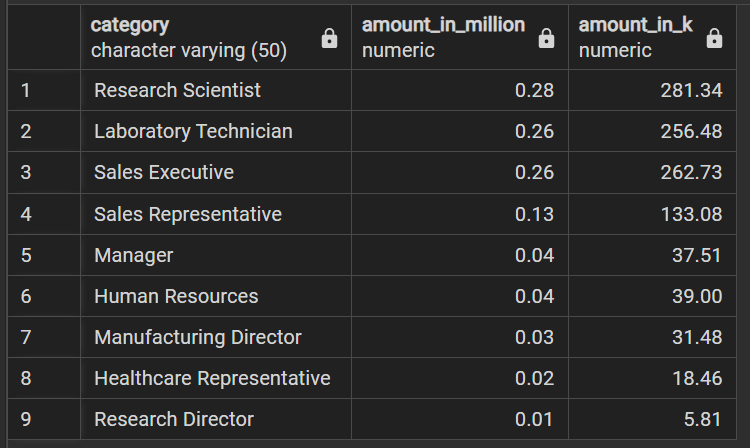 category amount_in_million amount_in_k
character varying (50) numeric numeric
1 Research Scientist 0.28 281.34
2 Laboratory Technician 0.26 256.48
3 Sales Executive 0.26 262.73
4 Sales Representative 0.13 133.08
5 Manager 0.04 37.51
6 Human Resources 0.04 39.00
7 Manufacturing Director 0.03 31.48
8 Healthcare Representative 0.02 18.46
9 Research Director 0.01 5.81